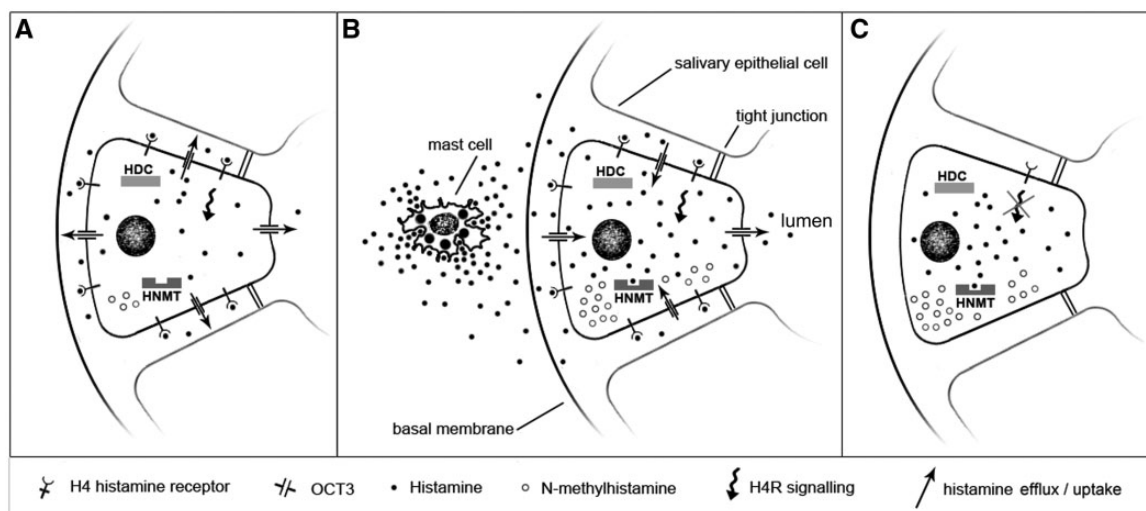 A
HDC
HNMT
B
salivary epithelial cell
tight junction
mast cell
HDC
lumen
HNMT
basal membrane
C
HDC
HNMT
H4 histamine receptor
OCT3
Histamine
N-methylhistamine
H4R signalling
histamine efflux / uptake